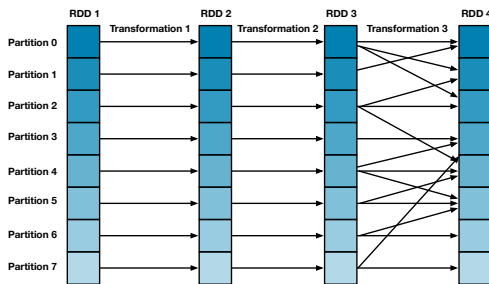 RDD 1 RDD 2 RDD 3 RDD 4
Transformation 1 Transformation 2 Transformation 3
Partition 0
Partition 1
Partition 2
Partition 3
Partition 4
Partition 5
Partition 6
Partition 7